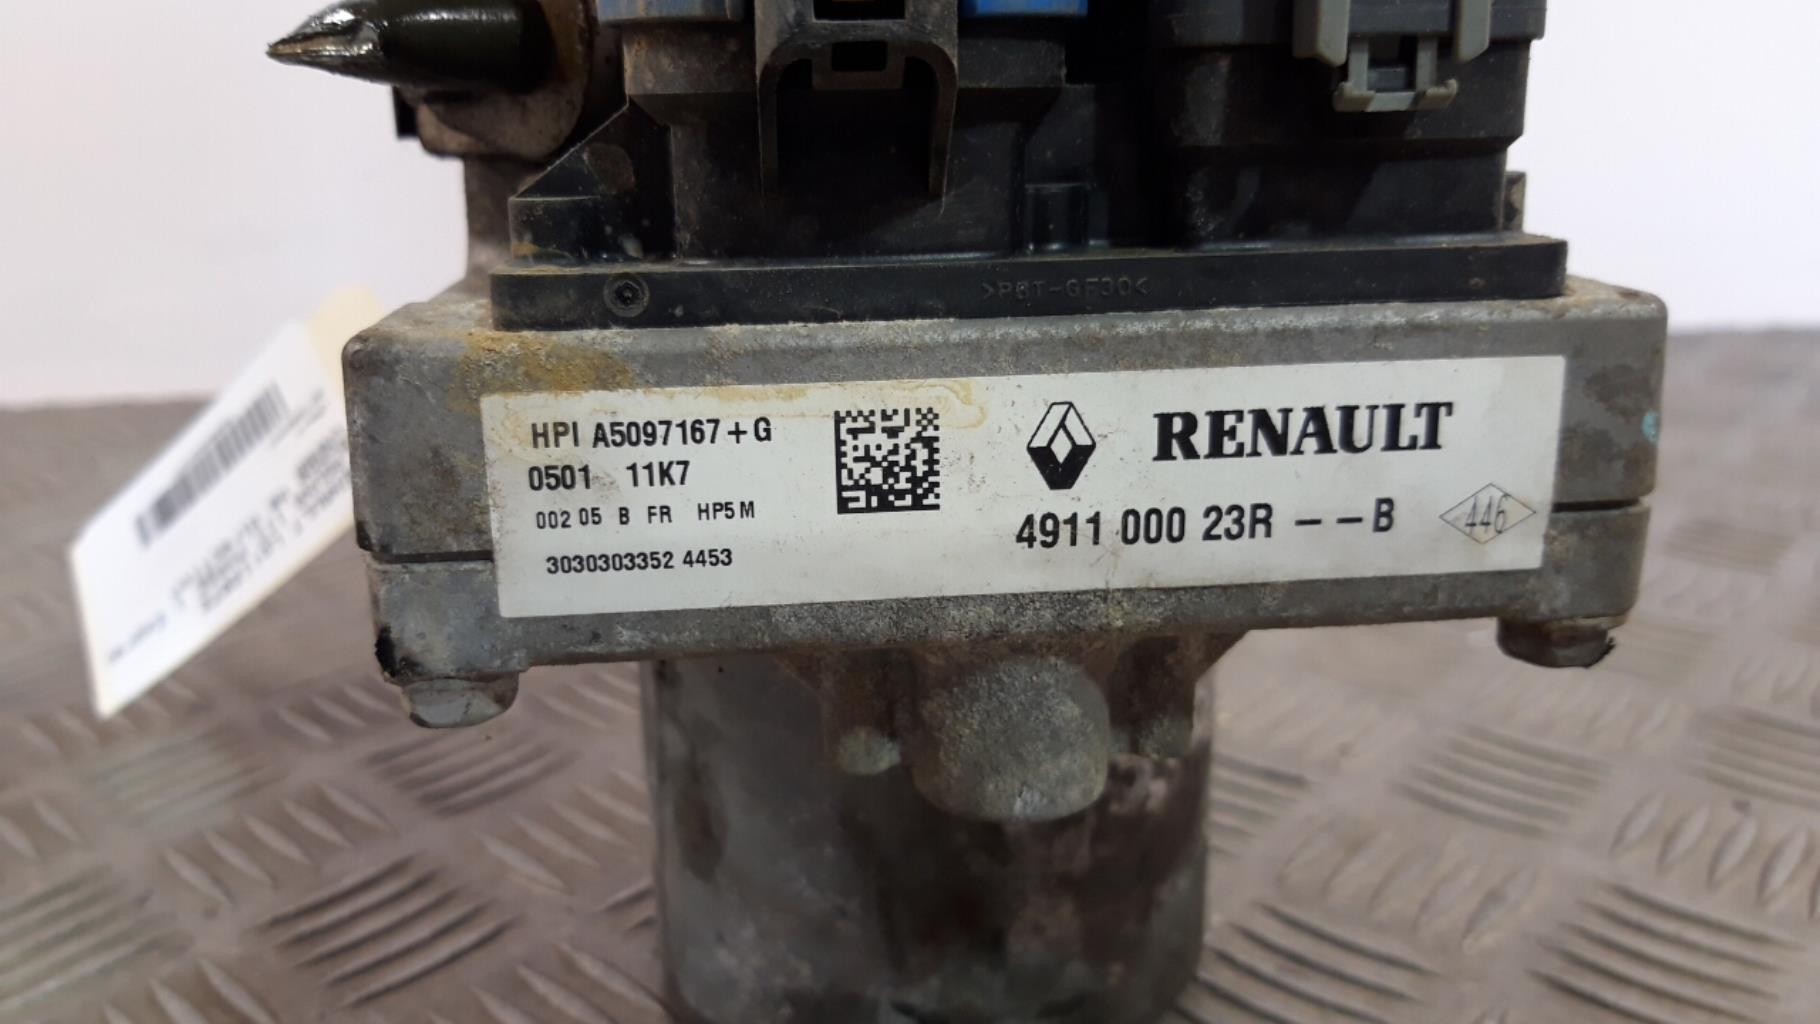 >PBT-GF30<
HPI A5097167+G
0501 11K7
002 05 B FR HP5 M
3030303352 4453
RENAULT
4911 000 23R --B
446